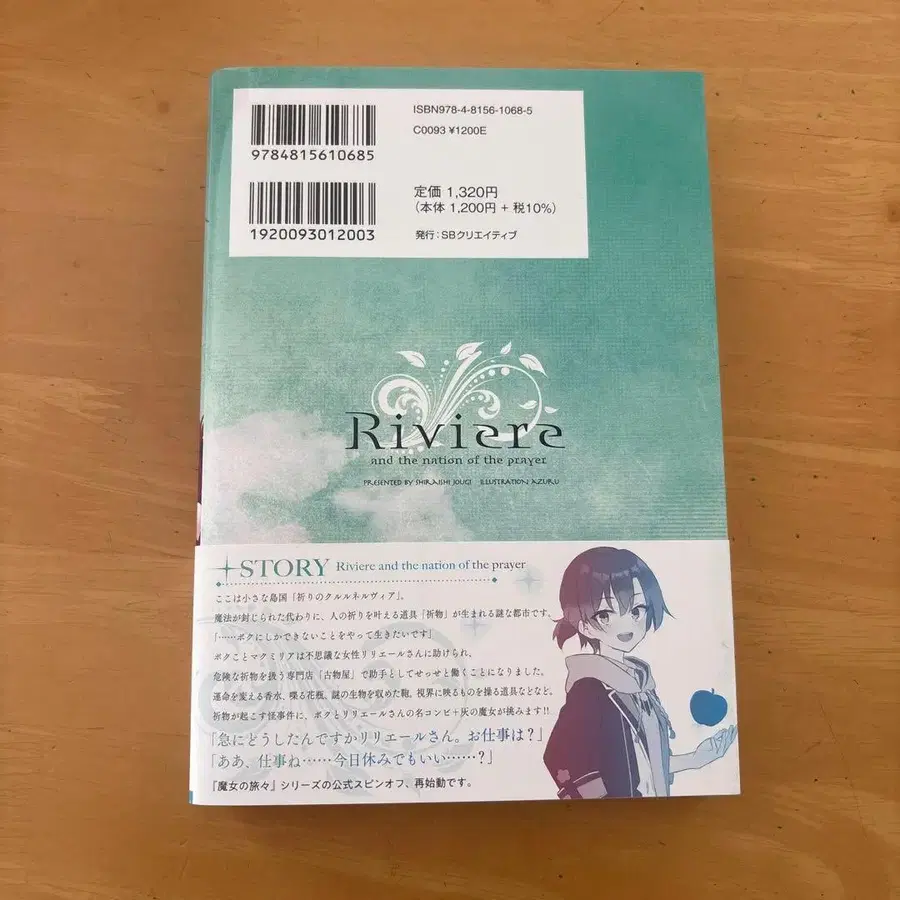 ISBN978-4-8156-1068-5
C0093 ¥1200E
9784815610685
定価 1,320円
(本体 1,200円 + 税10%)
1920093012003
発行：SBクリエイティブ
Riviere
and the nation of the prayer
PRESENTED BY SHIRAISHI JOUGI ILLUSTRATION AZURU
STORY Riviere and the nation of the prayer
ここは小さな島国「祈りのクルルネルヴィア」。
魔法が封じられた代わりに、人の祈りを叶える道具「祈物」が生まれる謎な都市です。
「……ボクにしかできないことをやって生きたいです」
ボクことマクミリアは不思議な女性リリエールさんに助けられ、
危険な祈物を扱う専門店「古物屋」で助手としてせっせと働くことになりました。
運命を変える香水、喋る花瓶、謎の生物を収めた鞄、視界に映るものを操る道具などなど。
祈物が起こす怪事件に、ボクとリリエールさんの名コンビ＋灰の魔女が挑みます!!
「急にどうしたんですかリリエールさん。お仕事は？」
「ああ、仕事ね……今日休みでもいい……？」
『魔女の旅々』シリーズの公式スピンオフ、再始動です。